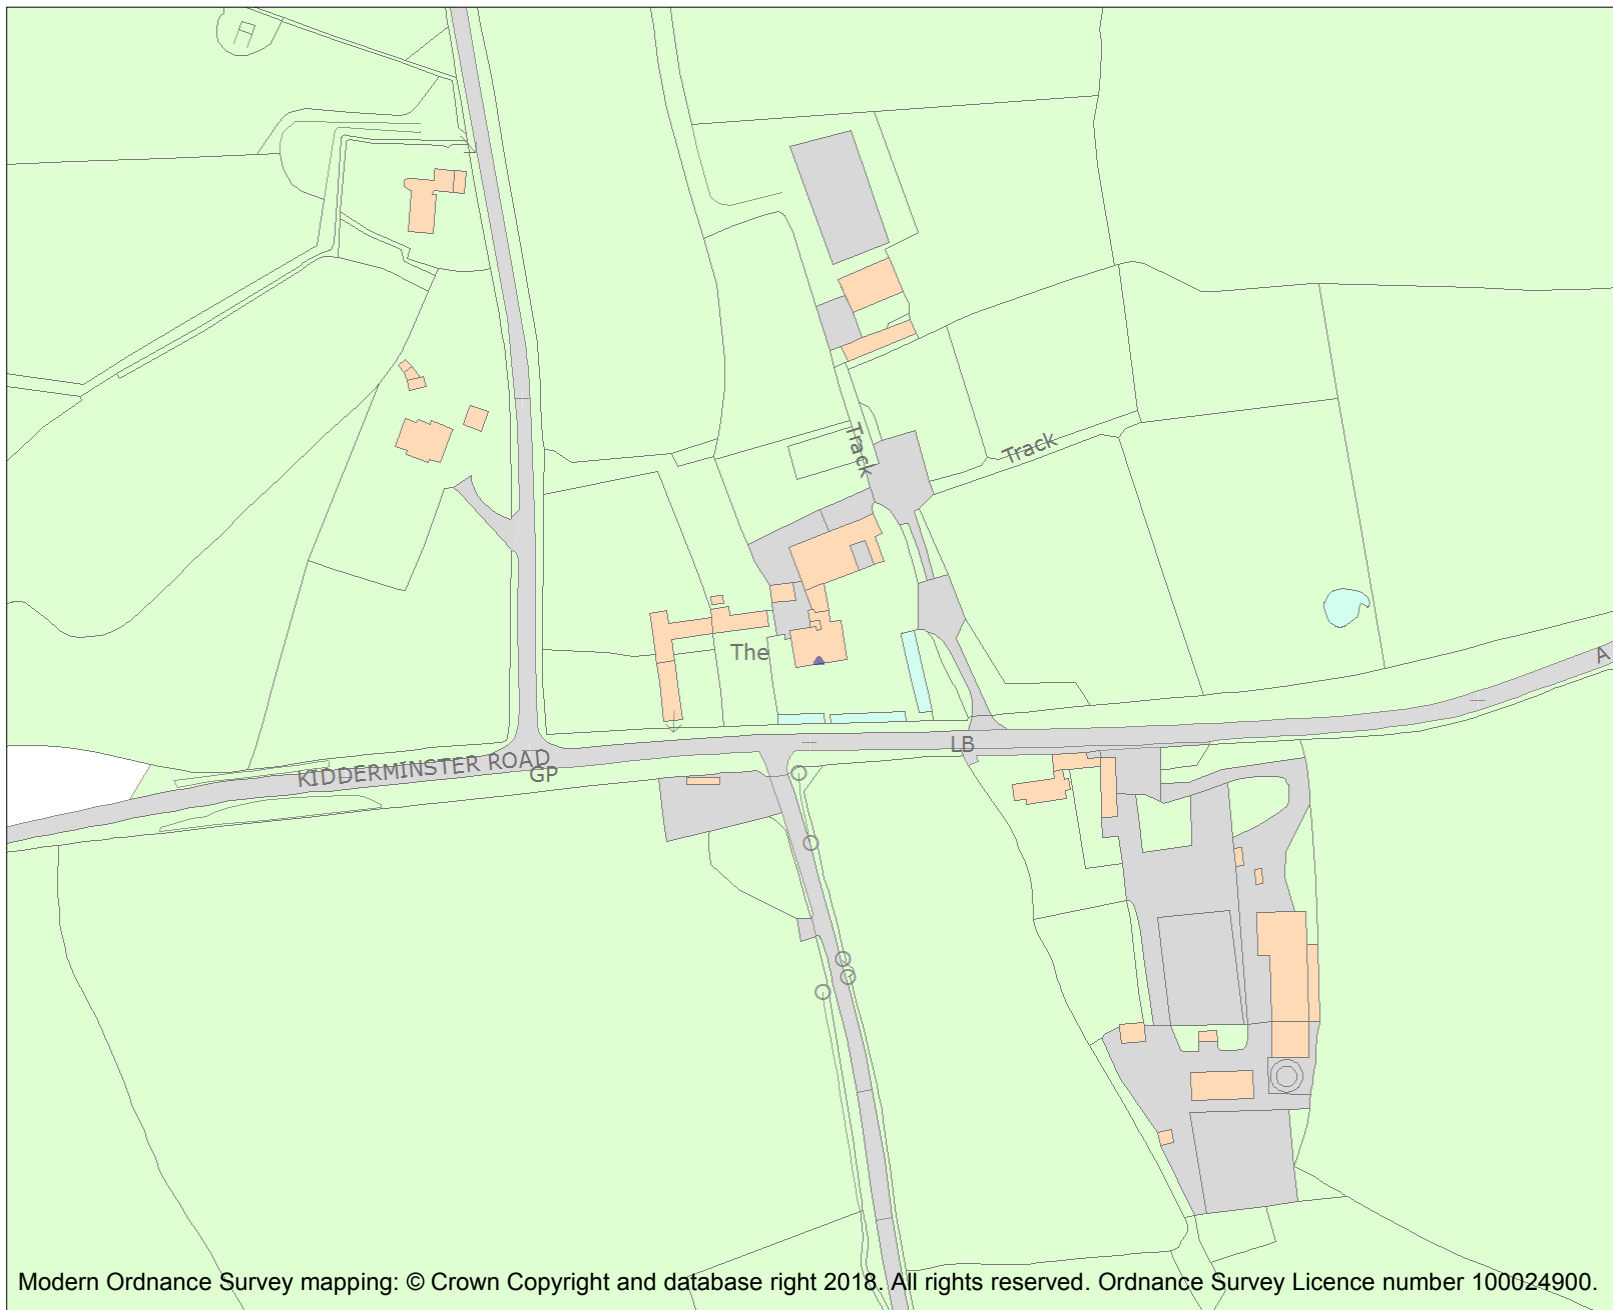 Track
Track
The
A
LB
KIDDERMINSTER ROAD
GP
Modern Ordnance Survey mapping: © Crown Copyright and database right 2018. All rights reserved. Ordnance Survey Licence number 100024900.